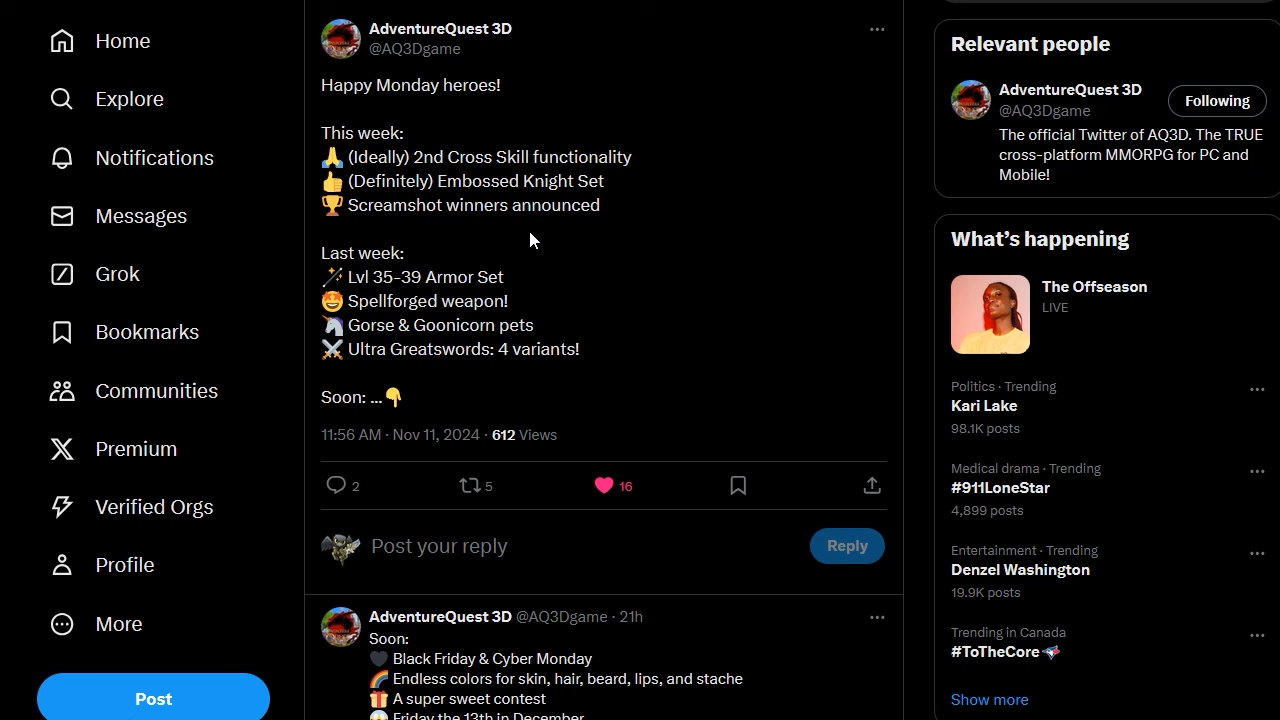 Home
Explore
Notifications
Messages
Grok
Bookmarks
Communities
Premium
Verified Orgs
Profile
More
Post
AdventureQuest 3D
@AQ3Dgame
Happy Monday heroes!
This week:
🙏 (Ideally) 2nd Cross Skill functionality
👍 (Definitely) Embossed Knight Set
🏆 Screamshot winners announced
Last week:
🪄 Lvl 35-39 Armor Set
🤩 Spellforged weapon!
🦄 Gorse & Goonicorn pets
⚔️ Ultra Greatswords: 4 variants!
Soon: ...👇
11:56 AM · Nov 11, 2024 · 612 Views
2 5 16
Post your reply
Reply
AdventureQuest 3D @AQ3Dgame · 21h
Soon:
🖤 Black Friday & Cyber Monday
🌈 Endless colors for skin, hair, beard, lips, and stache
🎁 A super sweet contest
😱 Friday the 13th in December
Relevant people
AdventureQuest 3D
@AQ3Dgame
Following
The official Twitter of AQ3D. The TRUE
cross-platform MMORPG for PC and
Mobile!
What's happening
The Offseason
LIVE
Politics · Trending
Kari Lake
98.1K posts
Medical drama · Trending
#911LoneStar
4,899 posts
Entertainment · Trending
Denzel Washington
19.9K posts
Trending in Canada
#ToTheCore
Show more